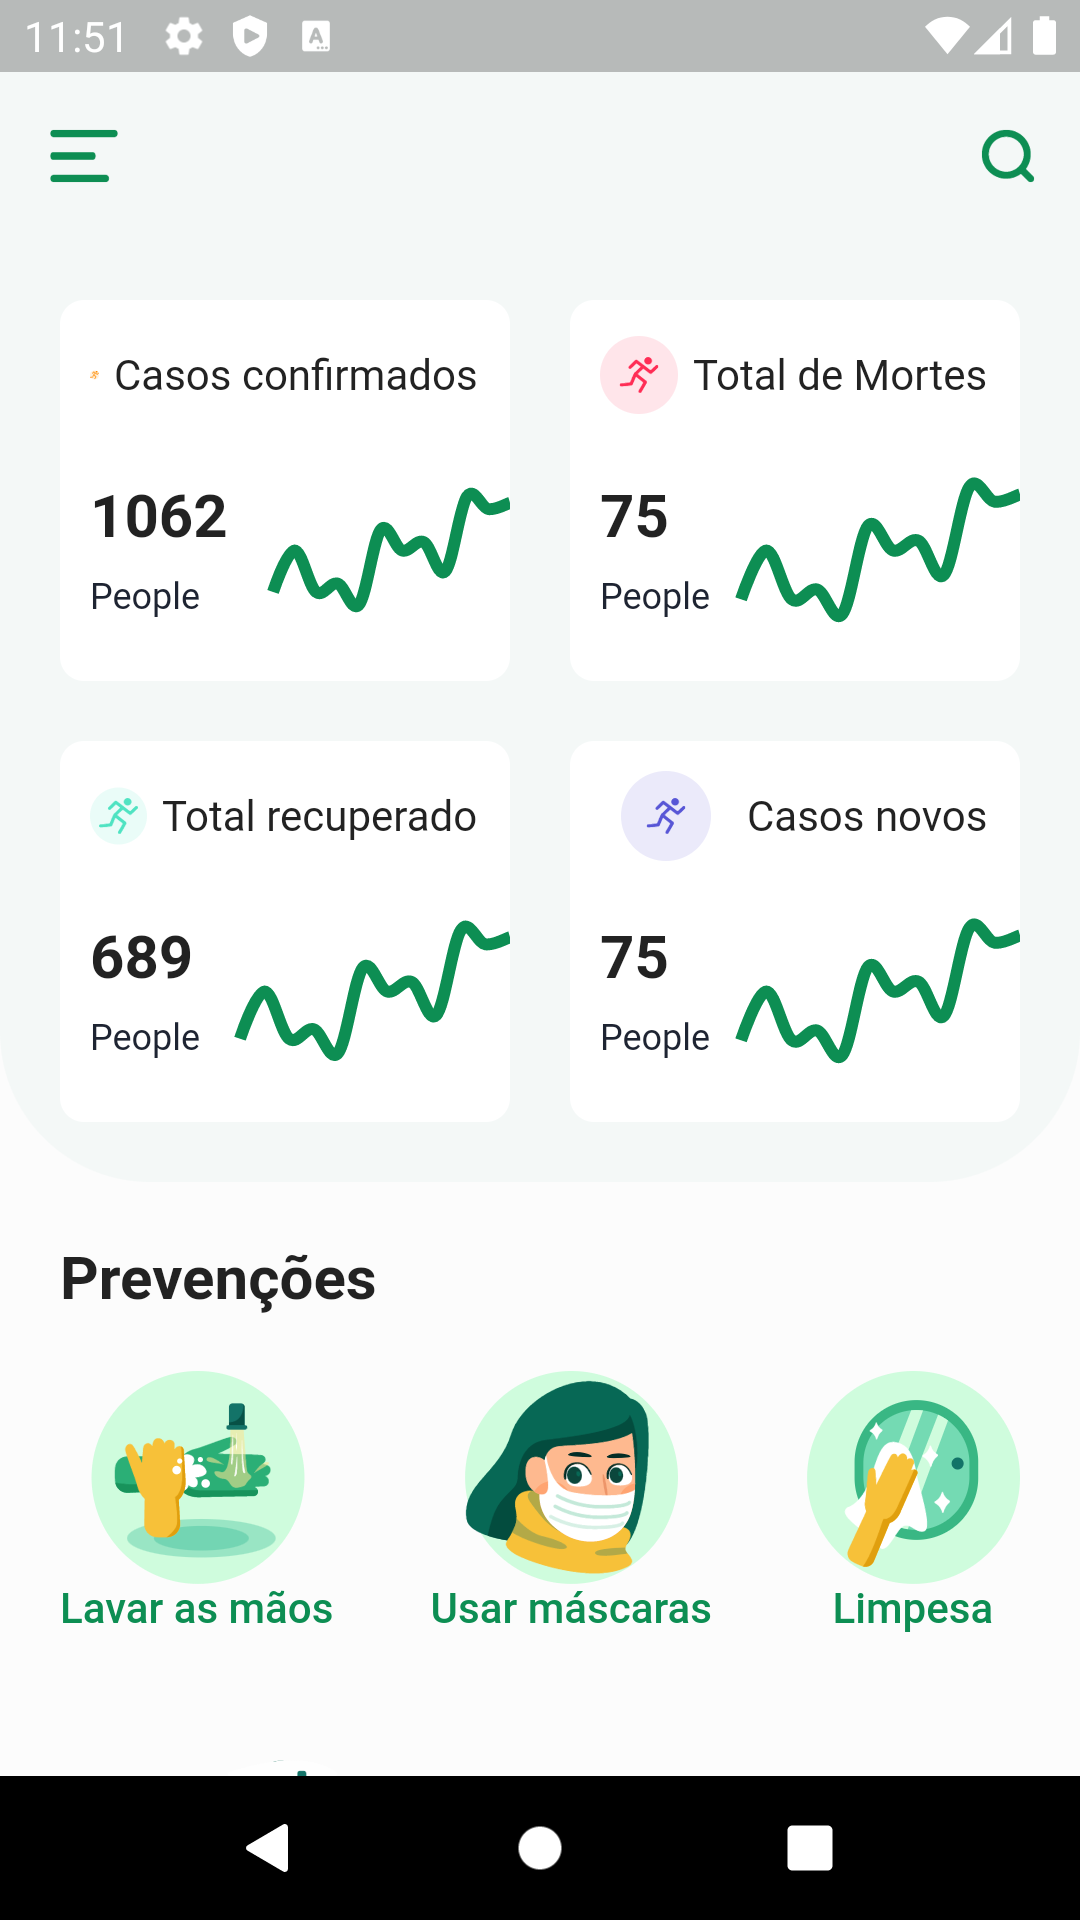 11:51
Casos confirmados
Total de Mortes
1062
People
75
People
Total recuperado
Casos novos
689
People
75
People
Prevenções
Lavar as mãos
Usar máscaras
Limpesa